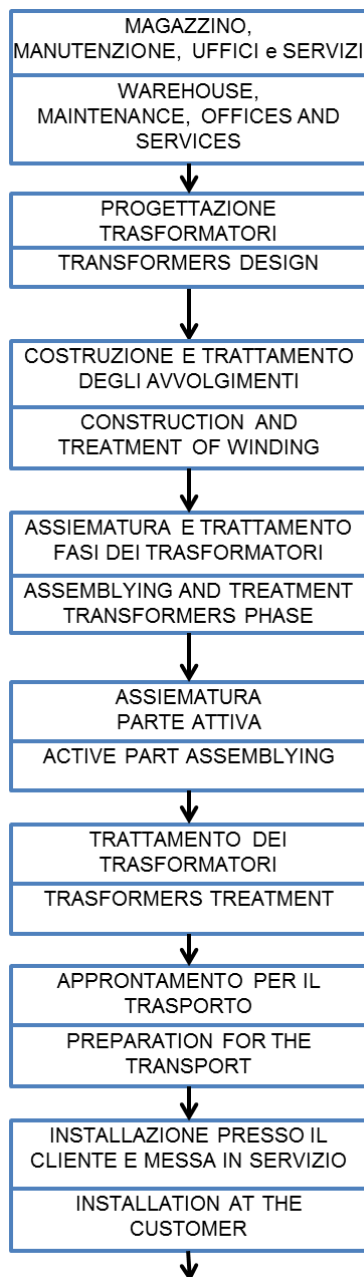 MAGAZZINO,
MANUTENZIONE, UFFICI e SERVIZI
WAREHOUSE,
MAINTENANCE, OFFICES AND
SERVICES
PROGETTAZIONE
TRASFORMATORI
TRANSFORMERS DESIGN
COSTRUZIONE E TRATTAMENTO
DEGLI AVVOLGIMENTI
CONSTRUCTION AND
TREATMENT OF WINDING
ASSIEMATURA E TRATTAMENTO
FASI DEI TRASFORMATORI
ASSEMBLYING AND TREATMENT
TRANSFORMERS PHASE
ASSIEMATURA
PARTE ATTIVA
ACTIVE PART ASSEMBLYING
TRATTAMENTO DEI
TRASFORMATORI
TRASFORMERS TREATMENT
APPRONTAMENTO PER IL
TRASPORTO
PREPARATION FOR THE
TRANSPORT
INSTALLAZIONE PRESSO IL
CLIENTE E MESSA IN SERVIZIO
INSTALLATION AT THE
CUSTOMER